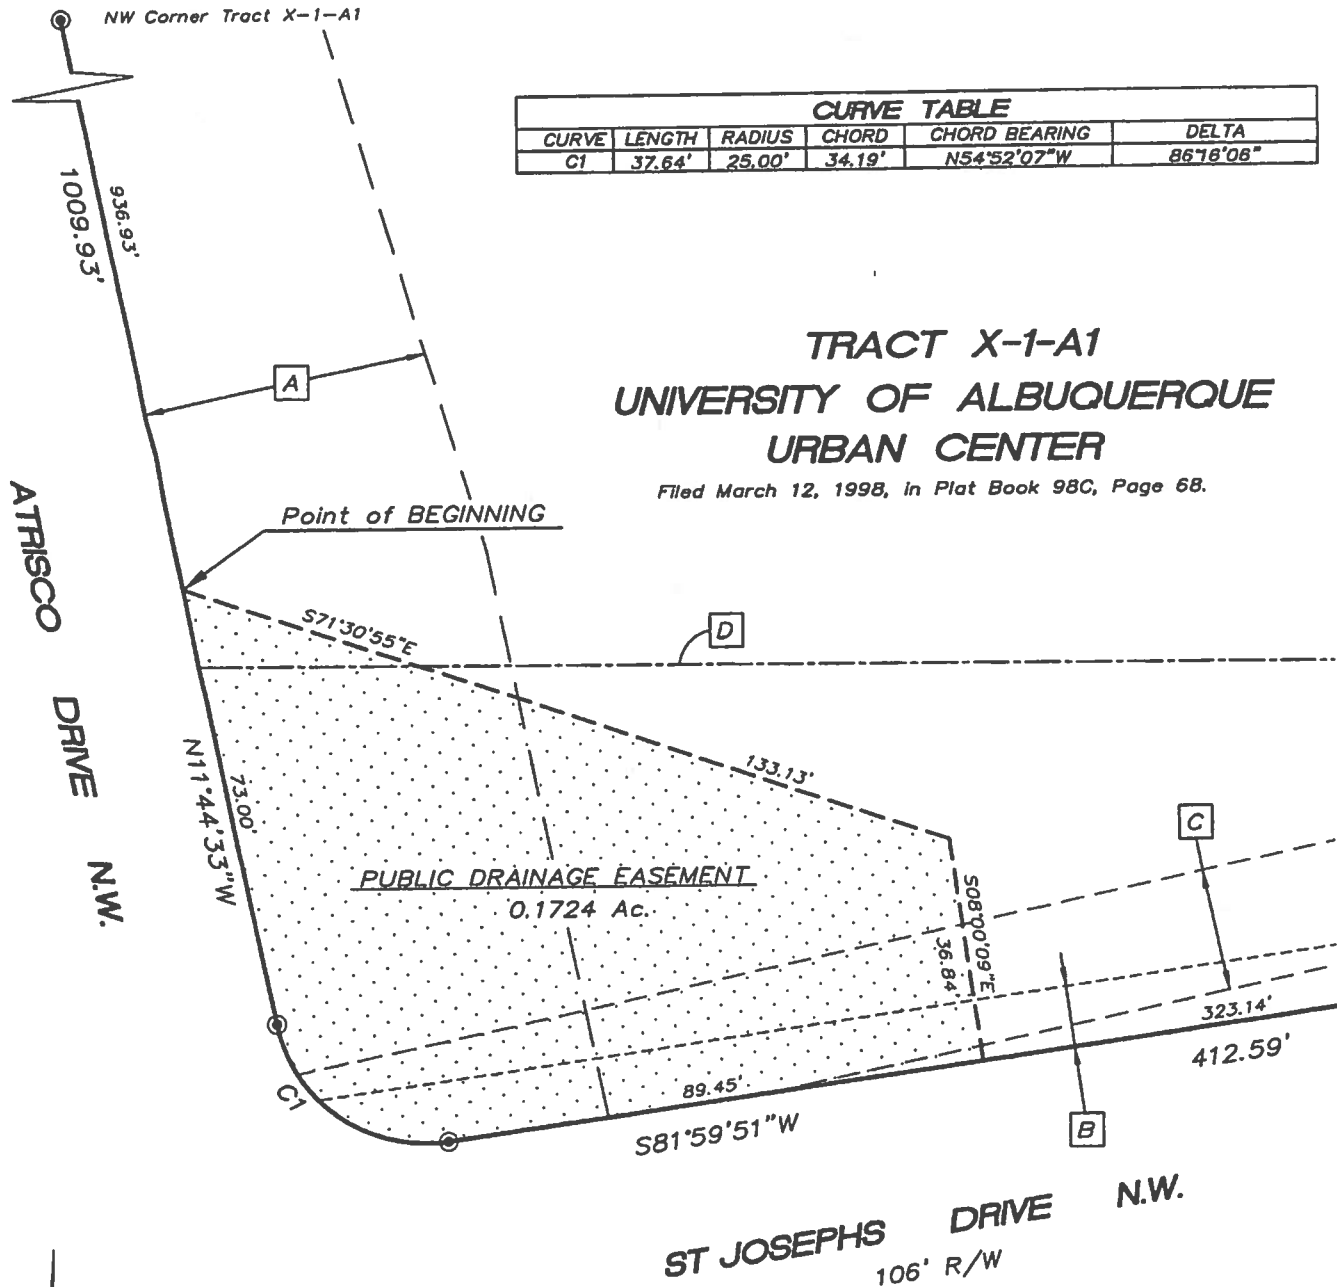 NW Corner Tract X-1-A1
CURVE TABLE
CURVE LENGTH RADIUS CHORD CHORD BEARING DELTA
C1 37.64' 25.00' 34.19' N54°52'07"W 86°18'06"
936.93'
1009.93'
A
TRACT X-1-A1
UNIVERSITY OF ALBUQUERQUE
URBAN CENTER
Filed March 12, 1998, in Plat Book 98C, Page 68.
Point of BEGINNING
ATRISCO DRIVE N.W.
S71°30'55"E
D
133.13'
N11°44'33"W
73.00'
C
PUBLIC DRAINAGE EASEMENT
0.1724 Ac.
S08°00'09"E
36.84'
323.14'
412.59'
C1
89.45'
S81°59'51"W
B
ST JOSEPHS DRIVE N.W.
106' R/W